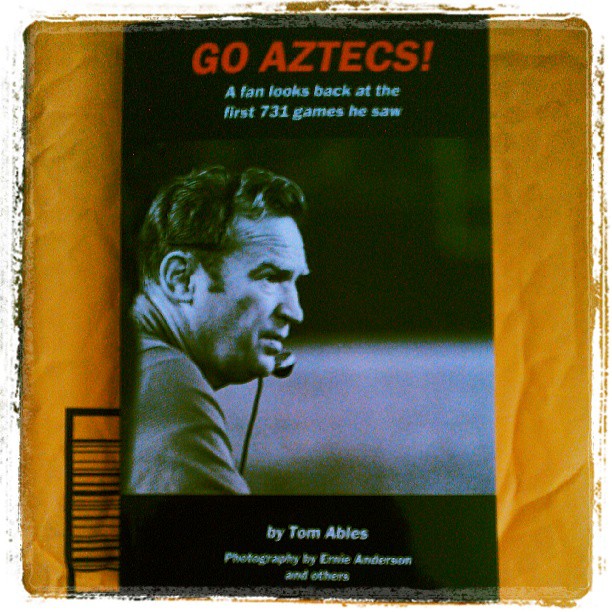 GO AZTECS!
A fan looks back at the
first 731 games he saw
by Tom Ables
Photography by Ernie Anderson
and others